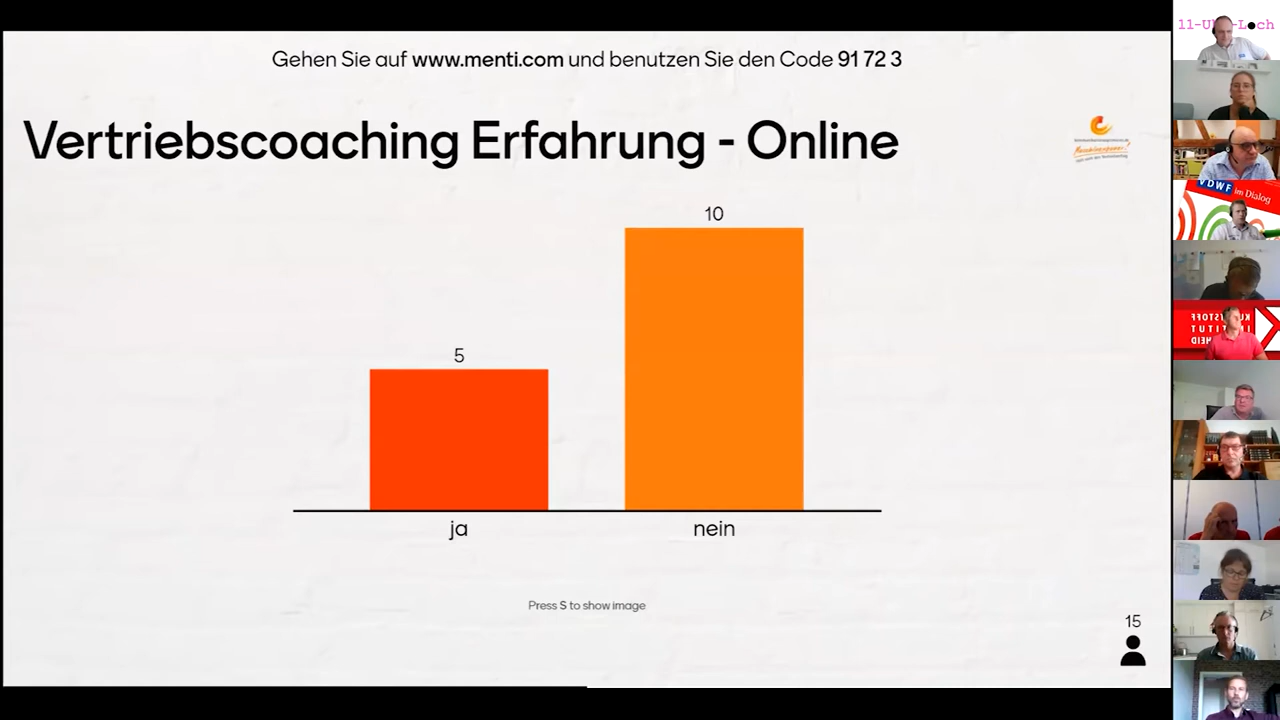 Gehen Sie auf www.menti.com und benutzen Sie den Code 91 72 3
Vertriebscoaching Erfahrung - Online
10
5
ja
nein
Press S to show image
15
VDWF im Dialog